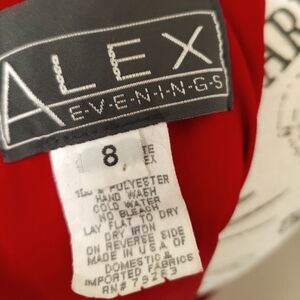 ALEX
E-V-E-N-I-N-G-S
8
POLYESTER
HAND WASH
COLD WATER
NO BLEACH
LAY FLAT TO DRY
DRY IRON
ON REVERSE SIDE
MADE IN U.S.A OF
DOMESTIC &
IMPORTED FABRICS
RN# 79263